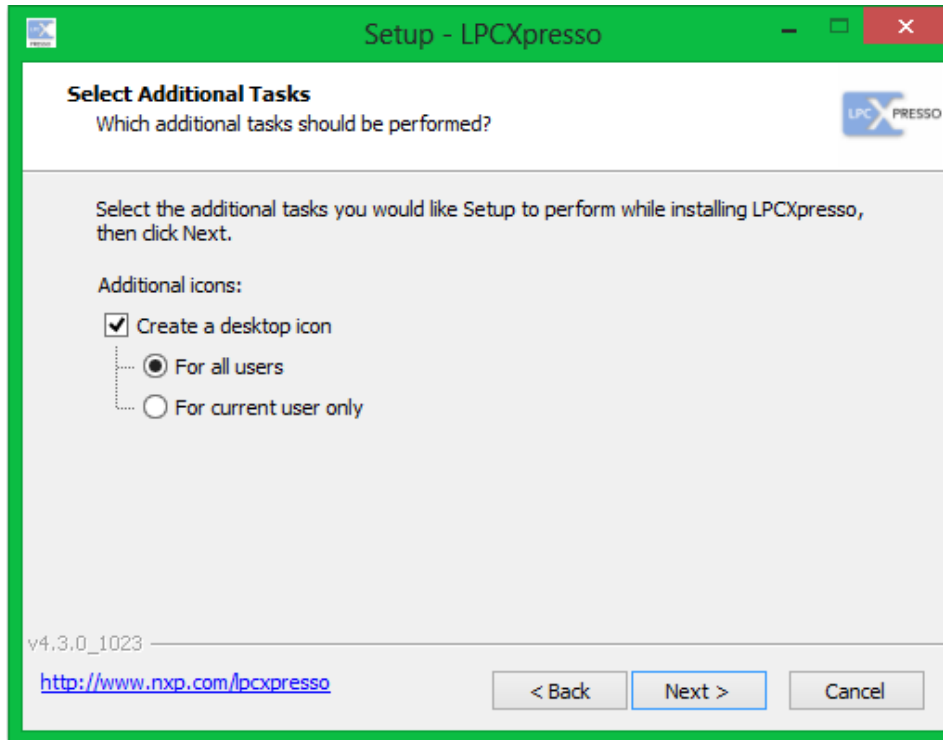 Setup - LPCXpresso
Select Additional Tasks
Which additional tasks should be performed?
LPC XPRESSO
Select the additional tasks you would like Setup to perform while installing LPCXpresso,
then click Next.
Additional icons:
Create a desktop icon
For all users
For current user only
v4.3.0_1023
http://www.nxp.com/lpcxpresso
< Back
Next >
Cancel